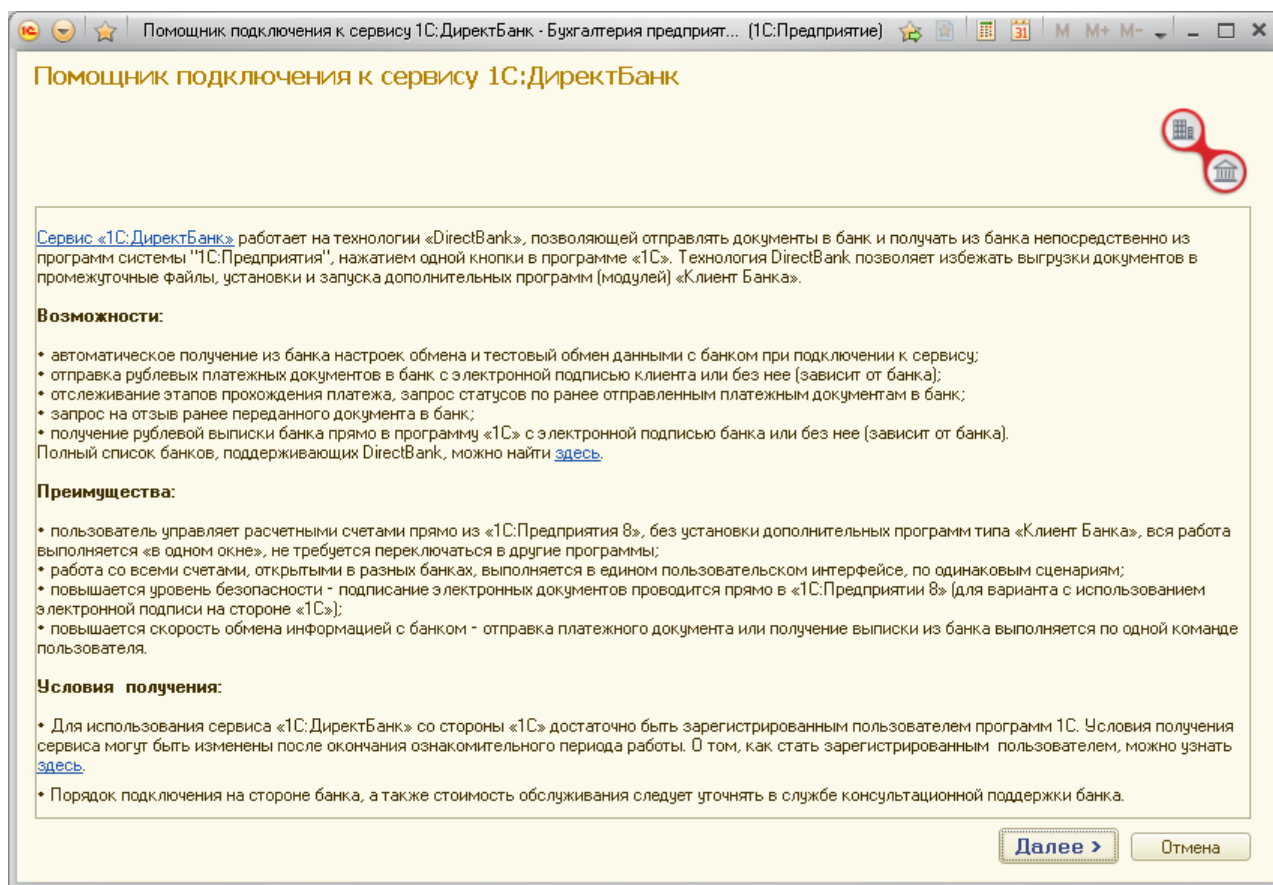 Помощник подключения к сервису 1С:ДиректБанк - Бухгалтерия предприят... (1С:Предприятие)
31 M M+ M-
Помощник подключения к сервису 1С:ДиректБанк
Сервис «1С:ДиректБанк» работает на технологии «DirectBank», позволяющей отправлять документы в банк и получать из банка непосредственно из
программ системы "1С:Предприятия", нажатием одной кнопки в программе «1С». Технология DirectBank позволяет избежать выгрузки документов в
промежуточные файлы, установки и запуска дополнительных программ (модулей) «Клиент Банка».
Возможности:
• автоматическое получение из банка настроек обмена и тестовый обмен данными с банком при подключении к сервису;
• отправка рублевых платежных документов в банк с электронной подписью клиента или без нее (зависит от банка);
• отслеживание этапов прохождения платежа, запрос статусов по ранее отправленным платежным документам в банк;
• запрос на отзыв ранее переданного документа в банк;
• получение рублевой выписки банка прямо в программу «1С» с электронной подписью банка или без нее (зависит от банка).
Полный список банков, поддерживающих DirectBank, можно найти здесь.
Преимущества:
• пользователь управляет расчетными счетами прямо из «1С:Предприятия 8», без установки дополнительных программ типа «Клиент Банка», вся работа
выполняется «в одном окне», не требуется переключаться в другие программы;
• работа со всеми счетами, открытыми в разных банках, выполняется в едином пользовательском интерфейсе, по одинаковым сценариям;
• повышается уровень безопасности - подписание электронных документов проводится прямо в «1С:Предприятии 8» (для варианта с использованием
электронной подписи на стороне «1С»);
• повышается скорость обмена информацией с банком - отправка платежного документа или получение выписки из банка выполняется по одной команде
пользователя.
Условия получения:
• Для использования сервиса «1С:ДиректБанк» со стороны «1С» достаточно быть зарегистрированным пользователем программ 1С. Условия получения
сервиса могут быть изменены после окончания ознакомительного периода работы. О том, как стать зарегистрированным пользователем, можно узнать
здесь.
• Порядок подключения на стороне банка, а также стоимость обслуживания следует уточнять в службе консультационной поддержки банка.
Далее >
Отмена